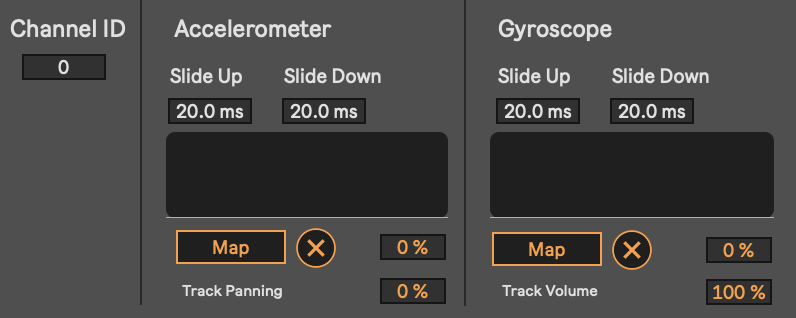 Channel ID
0
Accelerometer
Slide Up Slide Down
20.0 ms 20.0 ms
Map 0 %
Track Panning 0 %
Gyroscope
Slide Up Slide Down
20.0 ms 20.0 ms
Map 0 %
Track Volume 100 %